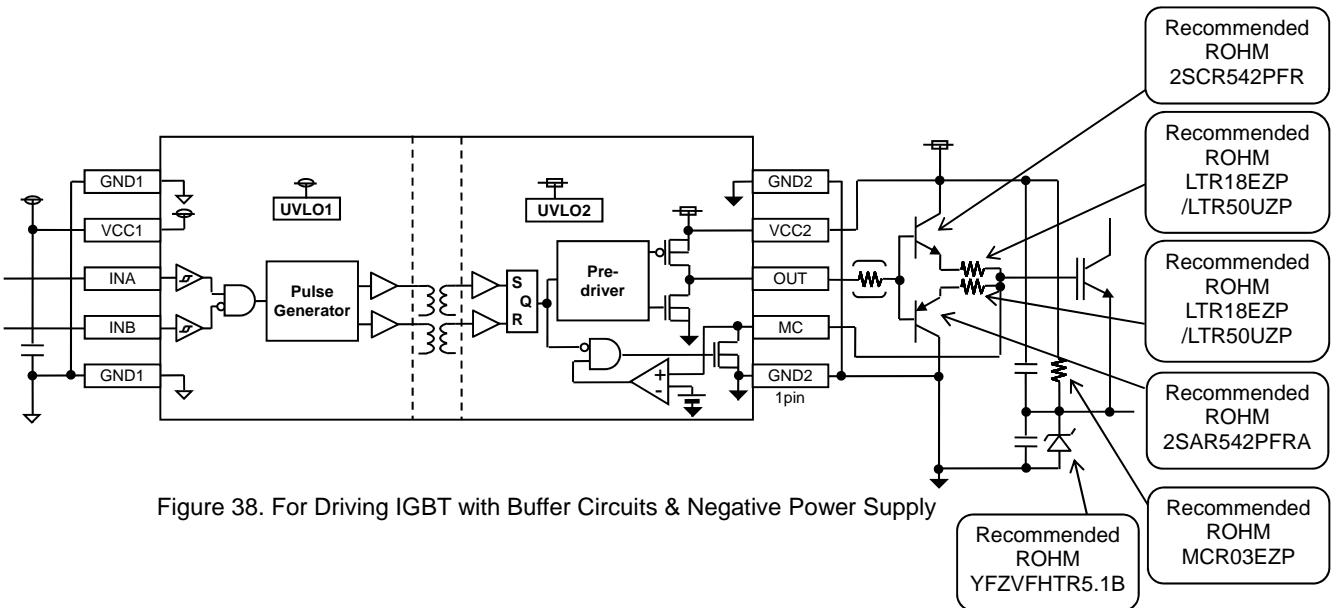 Recommended
ROHM
2SCR542PFR
Recommended
ROHM
LTR18EZP
/LTR50UZP
Recommended
ROHM
LTR18EZP
/LTR50UZP
Recommended
ROHM
2SAR542PFRA
Recommended
ROHM
MCR03EZP
Recommended
ROHM
YFZVFHTR5.1B
GND1
VCC1
INA
INB
GND1
UVLO1
Pulse
Generator
UVLO2
S
Q
R
Pre-
driver
+
-
GND2
VCC2
OUT
MC
GND2
1pin
Figure 38. For Driving IGBT with Buffer Circuits & Negative Power Supply